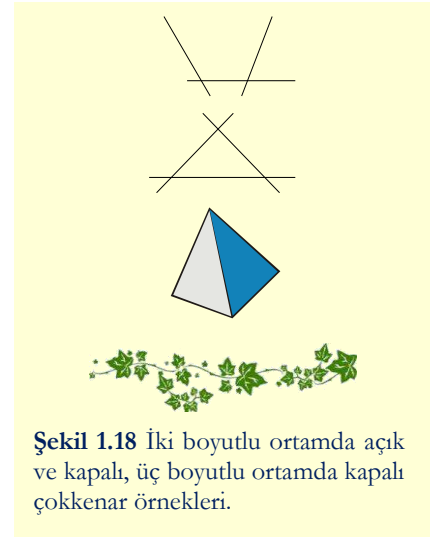 Şekil 1.18 İki boyutlu ortamda açık
ve kapalı, üç boyutlu ortamda kapalı
çokkenar örnekleri.